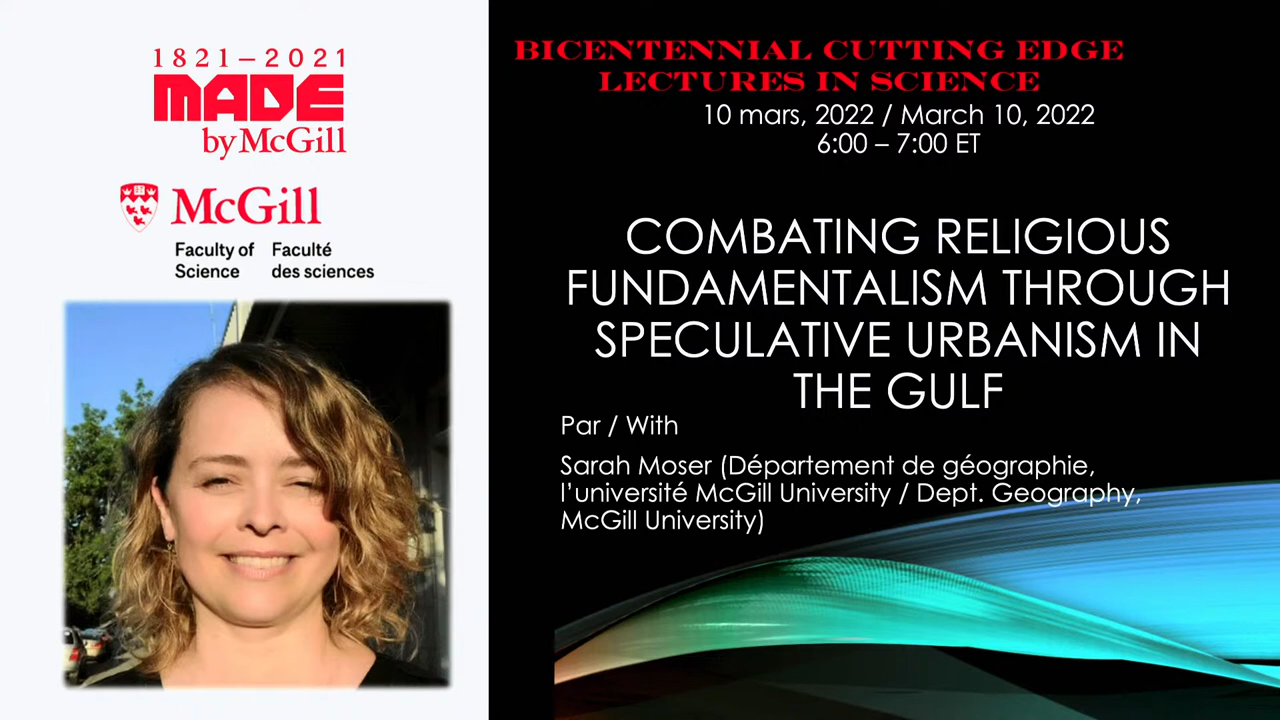 1821–2021
MADE
by McGill
McGill
Faculty of Science
Faculté des sciences
BICENTENNIAL CUTTING EDGE
LECTURES IN SCIENCE
10 mars, 2022 / March 10, 2022
6:00 – 7:00 ET
COMBATING RELIGIOUS
FUNDAMENTALISM THROUGH
SPECULATIVE URBANISM IN
THE GULF
Par / With
Sarah Moser (Département de géographie,
l’université McGill University / Dept. Geography,
McGill University)